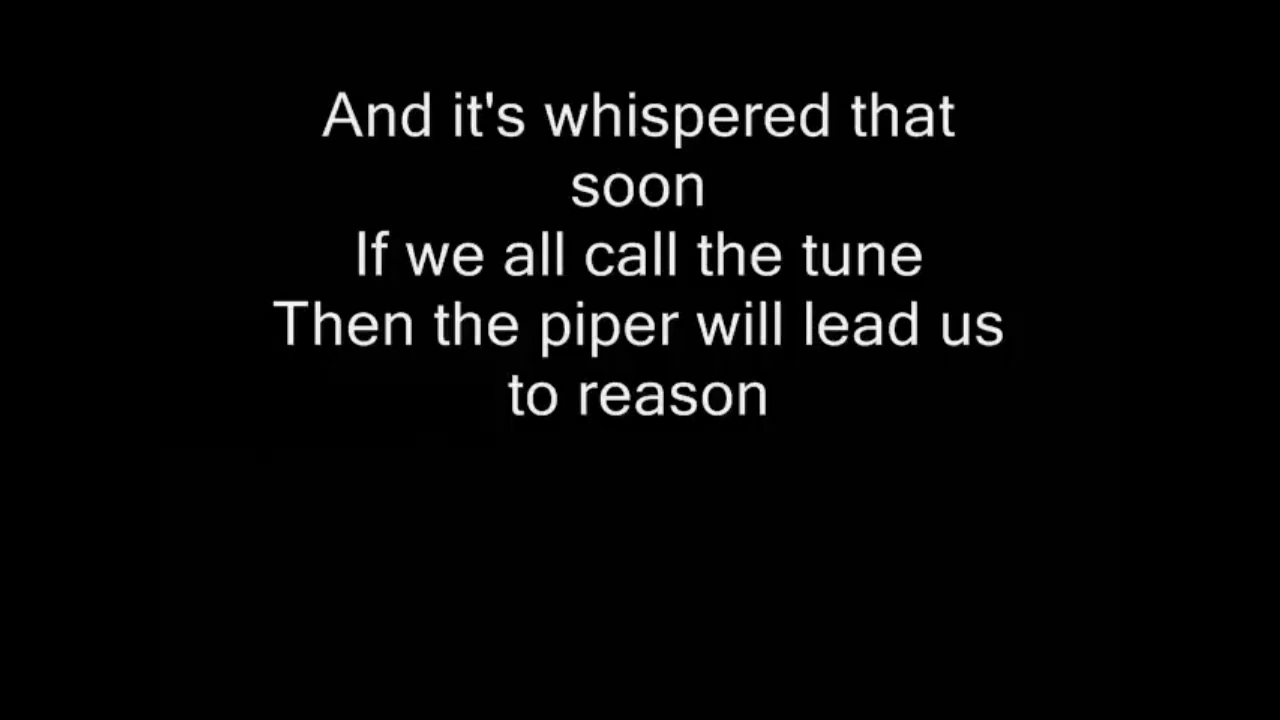 And it's whispered that
soon
If we all call the tune
Then the piper will lead us
to reason